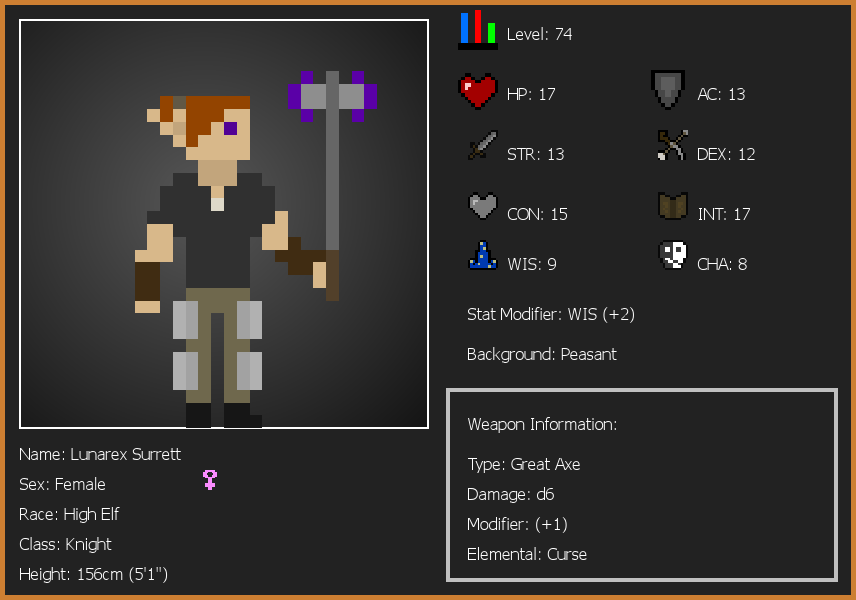 Level: 74
HP: 17
AC: 13
STR: 13
DEX: 12
CON: 15
INT: 17
WIS: 9
CHA: 8
Stat Modifier: WIS (+2)
Background: Peasant
Weapon Information:
Type: Great Axe
Damage: d6
Modifier: (+1)
Elemental: Curse
Name: Lunarex Surrett
Sex: Female
Race: High Elf
Class: Knight
Height: 156cm (5'1")